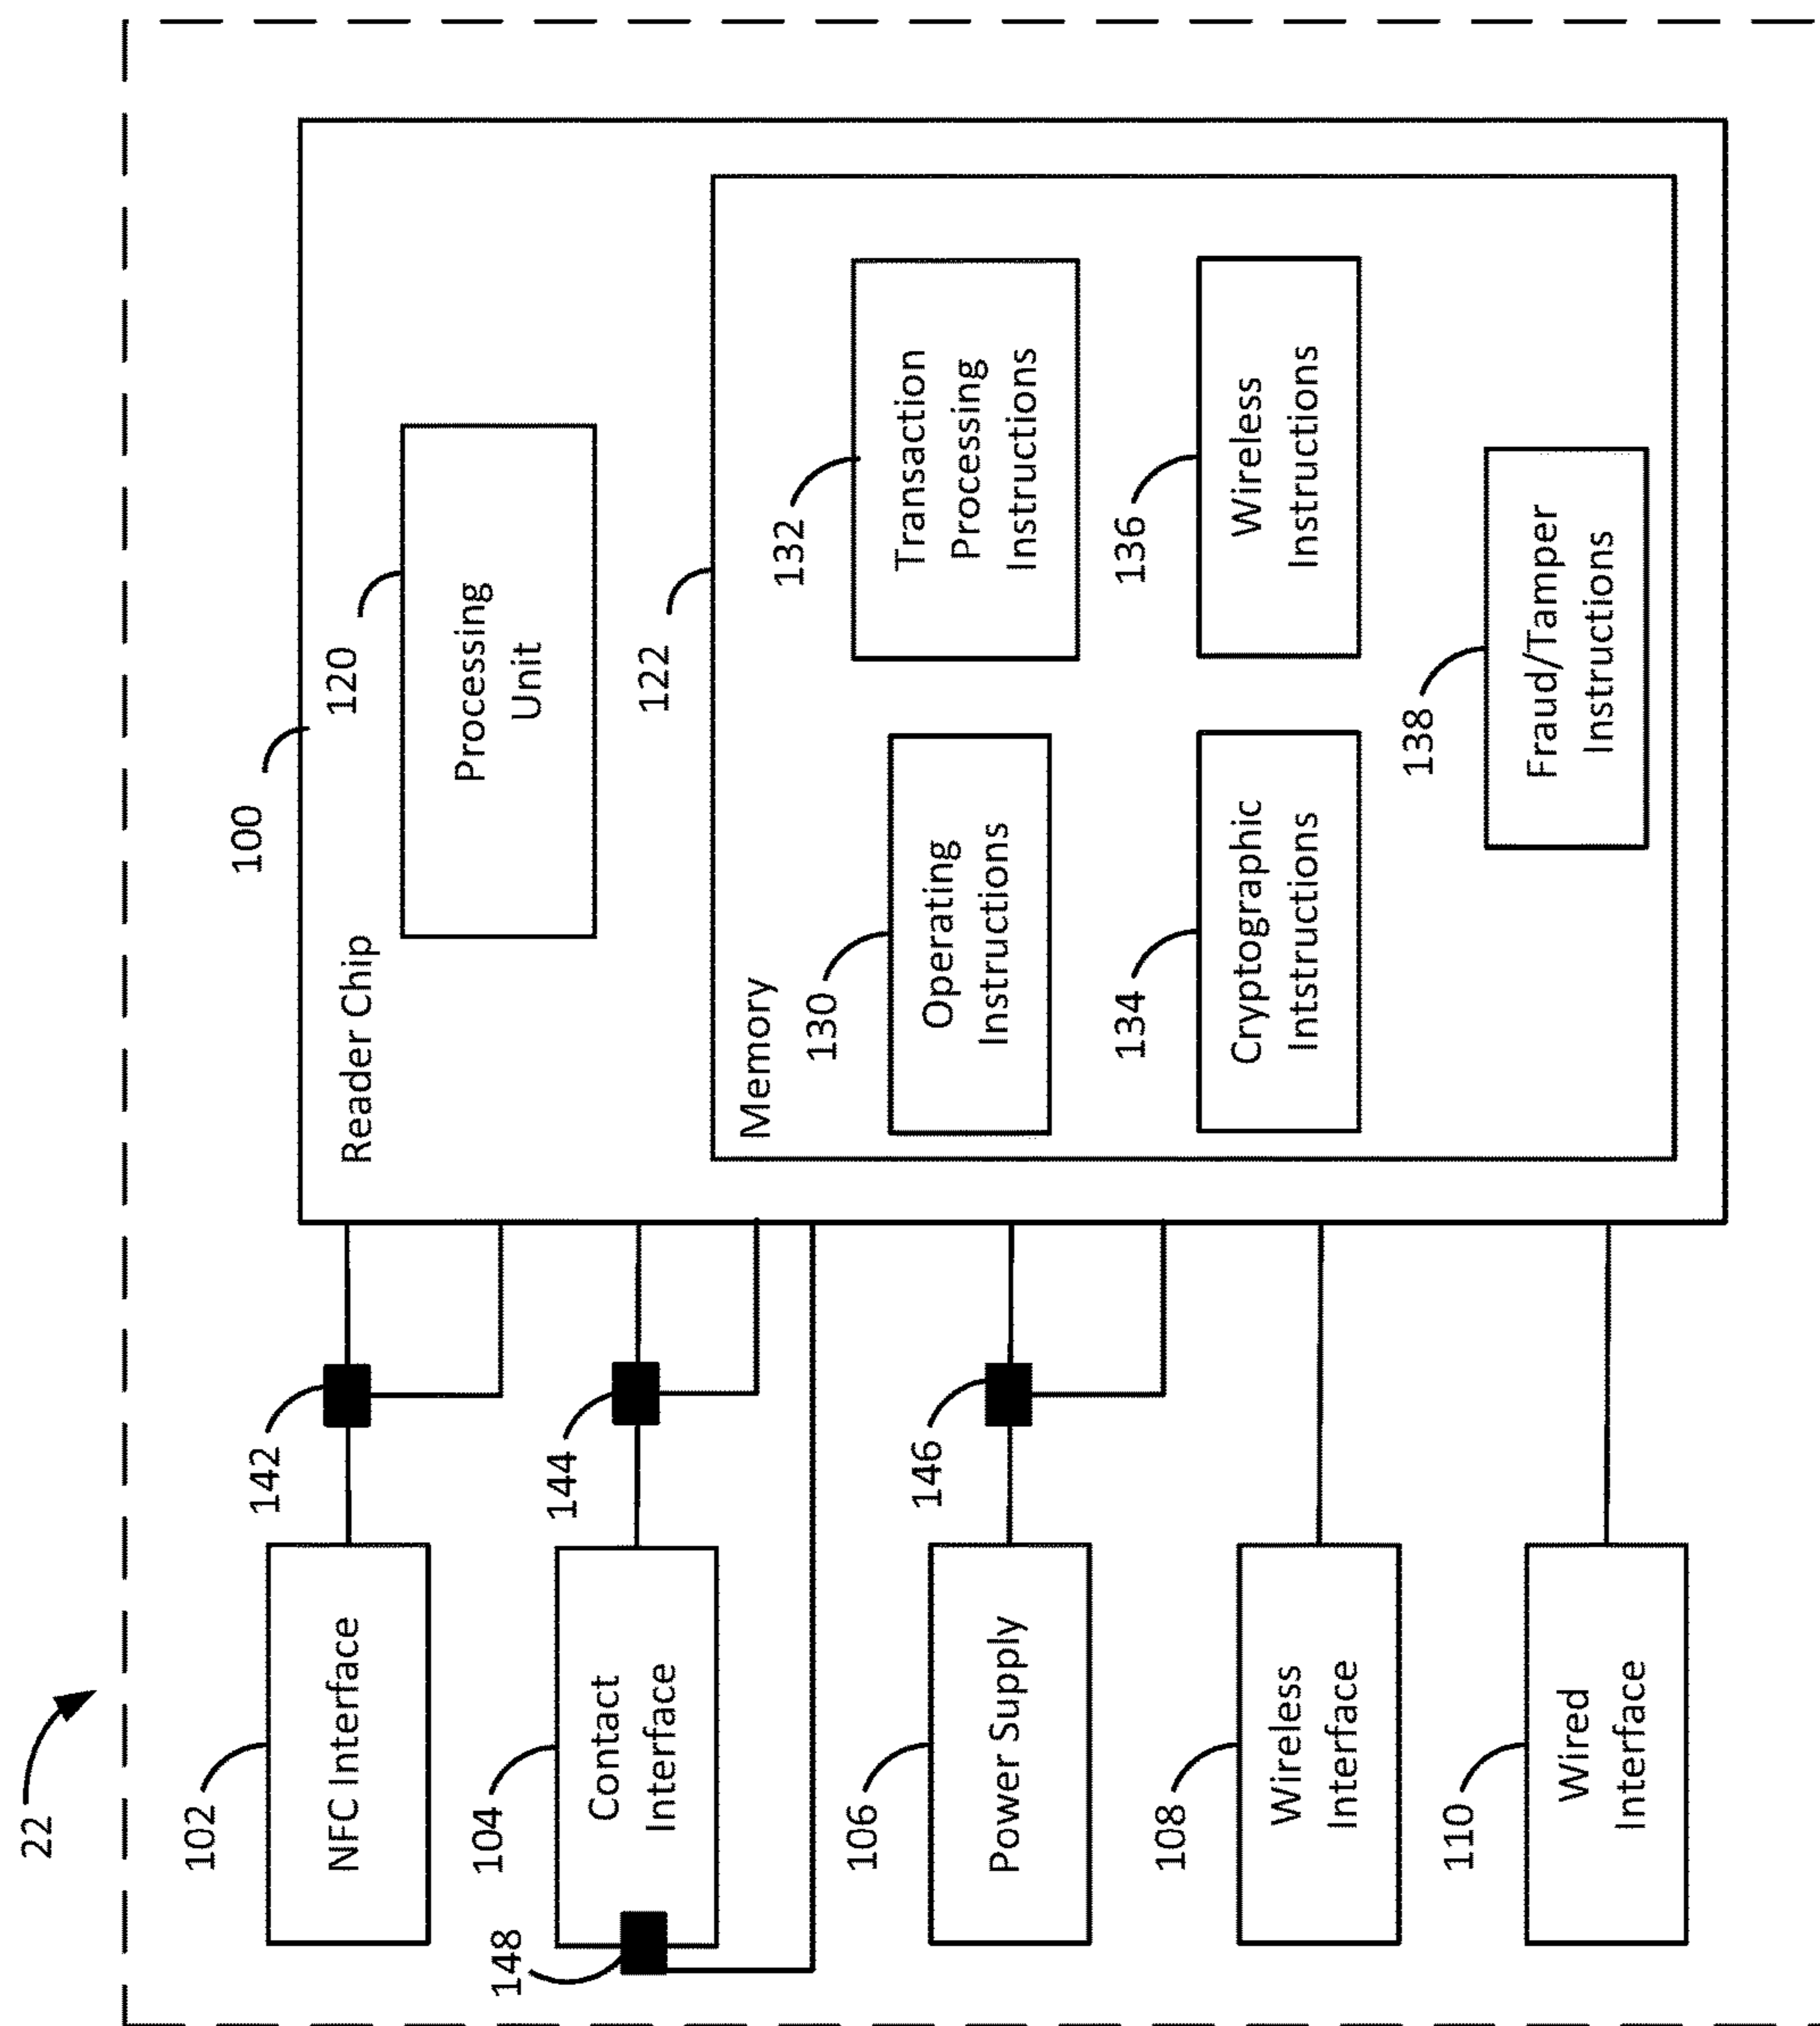 22
102
NFC Interface
142
100
Reader Chip
120
Processing
Unit
148
104
Contact
Interface
144
122
Memory
130
Operating
Instructions
132
Transaction
Processing
Instructions
106
Power Supply
146
134
Cryptographic
Intstructions
136
Wireless
Instructions
108
Wireless
Interface
138
Fraud/Tamper
Instructions
110
Wired
Interface